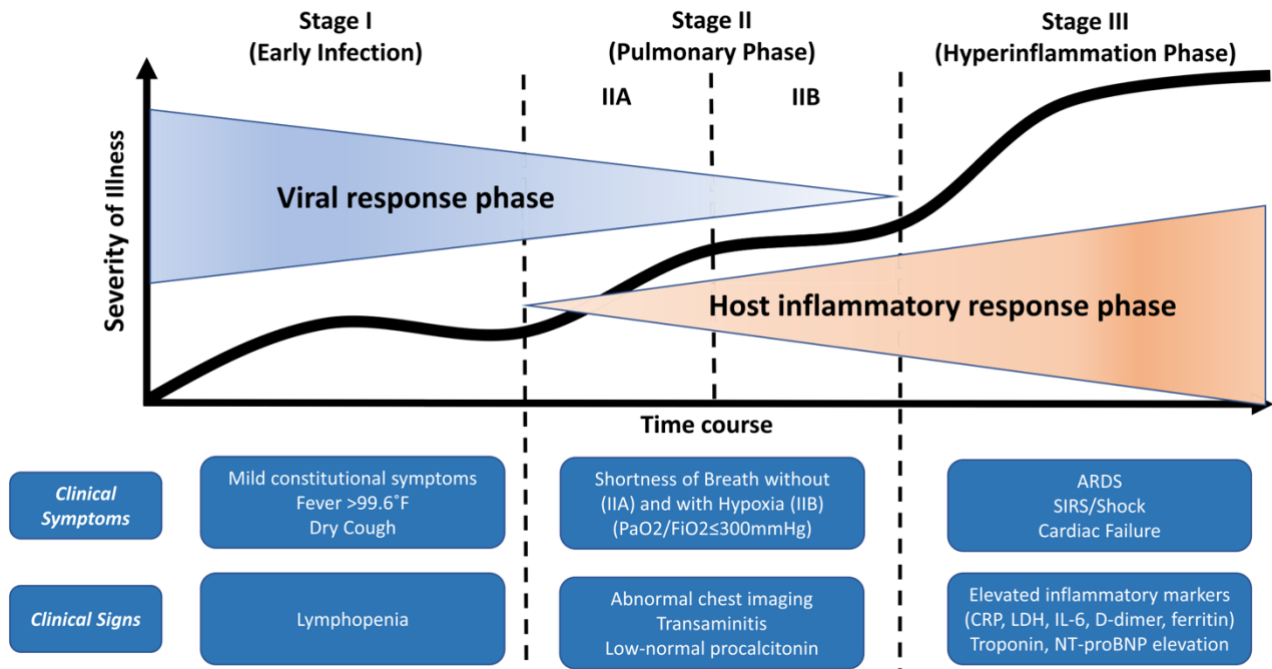 Stage I
(Early Infection)
Stage II
(Pulmonary Phase)
Stage III
(Hyperinflammation Phase)
IIA
IIB
Severity of Illness
Viral response phase
Host inflammatory response phase
Time course
Clinical
Symptoms
Mild constitutional symptoms
Fever >99.6˚F
Dry Cough
Shortness of Breath without
(IIA) and with Hypoxia (IIB)
(PaO2/FiO2≤300mmHg)
ARDS
SIRS/Shock
Cardiac Failure
Clinical Signs
Lymphopenia
Abnormal chest imaging
Transaminitis
Low-normal procalcitonin
Elevated inflammatory markers
(CRP, LDH, IL-6, D-dimer, ferritin)
Troponin, NT-proBNP elevation